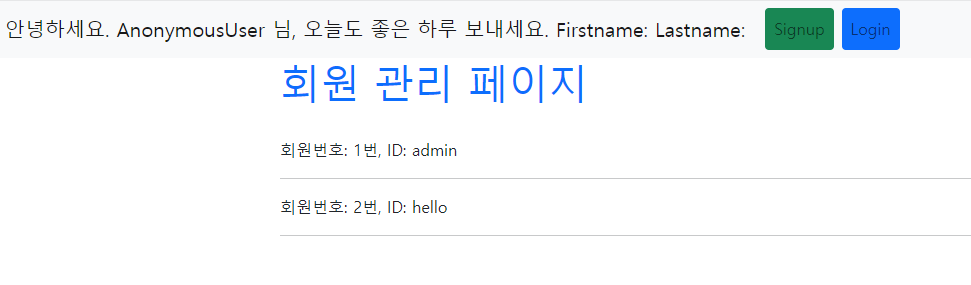 안녕하세요. AnonymousUser 님, 오늘도 좋은 하루 보내세요. Firstname: Lastname: Signup Login
회원 관리 페이지
회원번호: 1번, ID: admin
회원번호: 2번, ID: hello